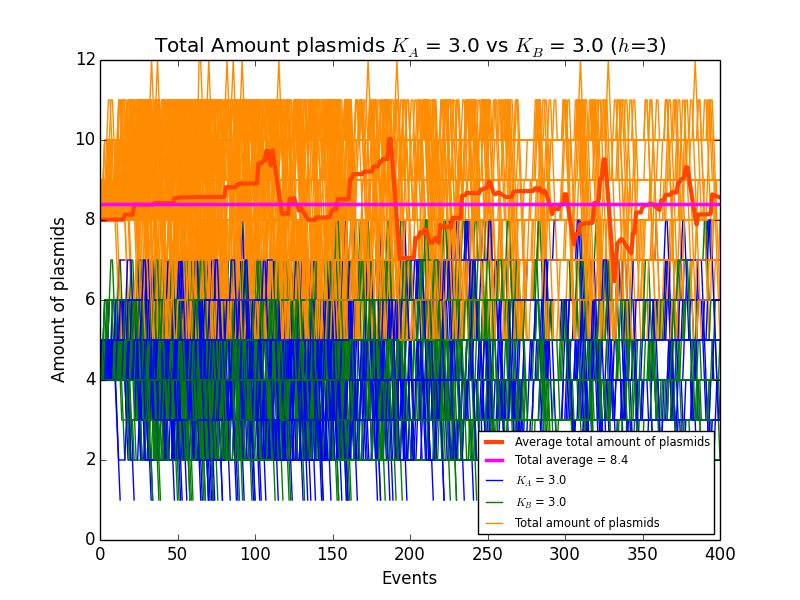 Total Amount plasmids K_A = 3.0 vs K_B = 3.0 (h=3)
12
10
8
6
4
2
0
Amount of plasmids
Average total amount of plasmids
Total average = 8.4
K_A = 3.0
K_B = 3.0
Total amount of plasmids
0 50 100 150 200 250 300 350 400
Events